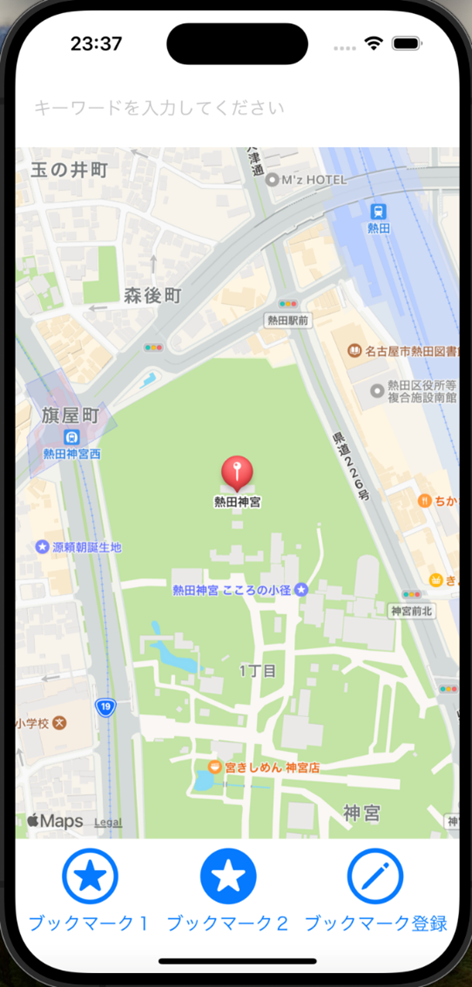 23:37
キーワードを入力してください
大津通
玉の井町
M'z HOTEL
熱田
森後町
熱田駅前
名古屋市熱田図書館
熱田区役所等
複合施設南館
旗屋町
熱田神宮西
県道226号
熱田神宮
ちか
源頼朝誕生地
き
熱田神宮 こころの小径
神宮前北
1丁目
19
小学校
宮きしめん 神宮店
神宮
Maps
Legal
神
ブックマーク1
ブックマーク2
ブックマーク登録